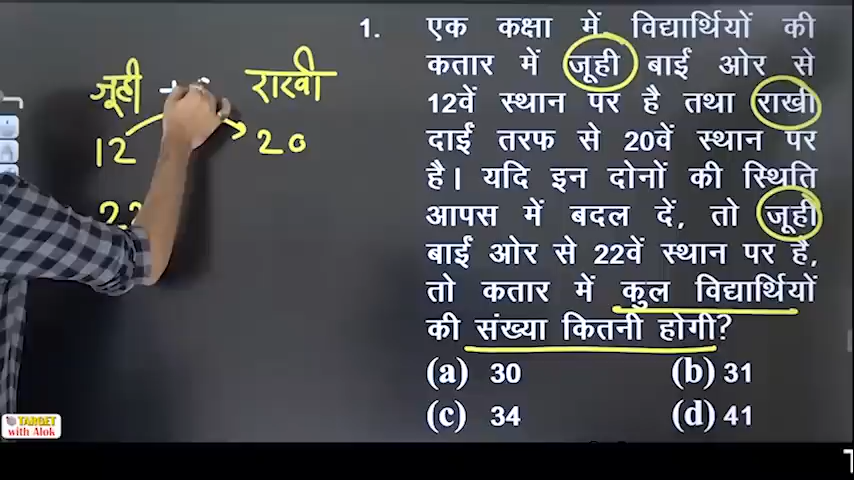 1. एक कक्षा में विद्यार्थियों की
कतार में जूही बाईं ओर से
12वें स्थान पर है तथा राखी
दाईं तरफ से 20वें स्थान पर
है। यदि इन दोनों की स्थिति
आपस में बदल दें, तो जूही
बाईं ओर से 22वें स्थान पर है,
तो कतार में कुल विद्यार्थियों
की संख्या कितनी होगी?
(a) 30 (b) 31
(c) 34 (d) 41
जूही + राखी
12 20
22
TARGET
with Alok